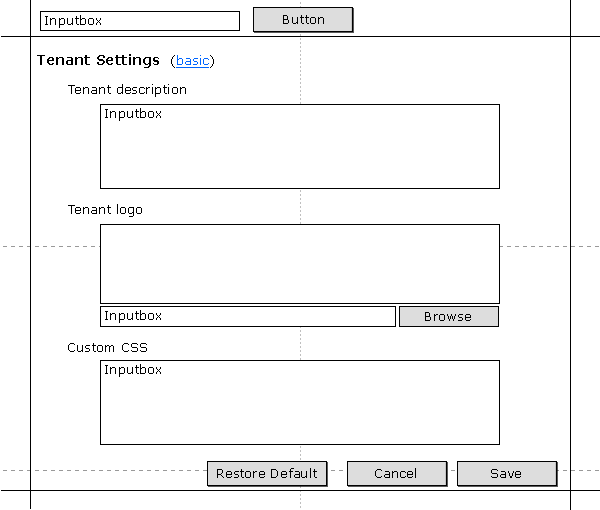 Inputbox Button
Tenant Settings (basic)
Tenant description
Inputbox
Tenant logo
Inputbox Browse
Custom CSS
Inputbox
Restore Default Cancel Save